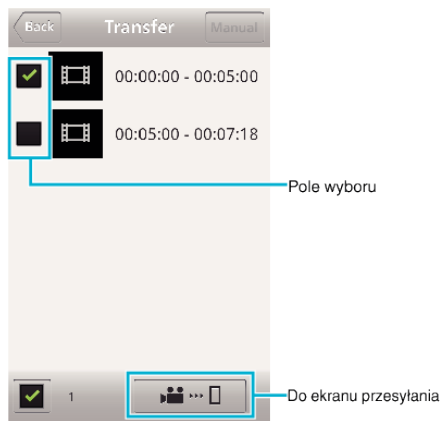 Back Transfer Manual
00:00:00 - 00:05:00
00:05:00 - 00:07:18
Pole wyboru
1
Do ekranu przesyłania